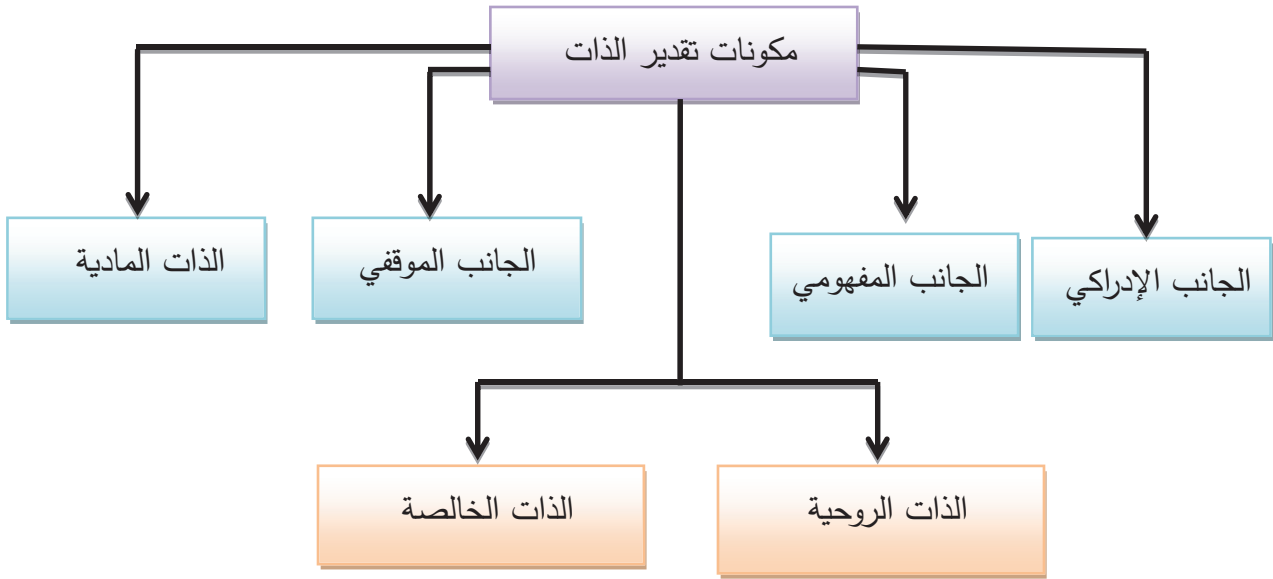 مكونات تقدير الذات
الجانب الإدراكي
الجانب المفهومي
الجانب الموقفي
الذات المادية
الذات الروحية
الذات الخالصة